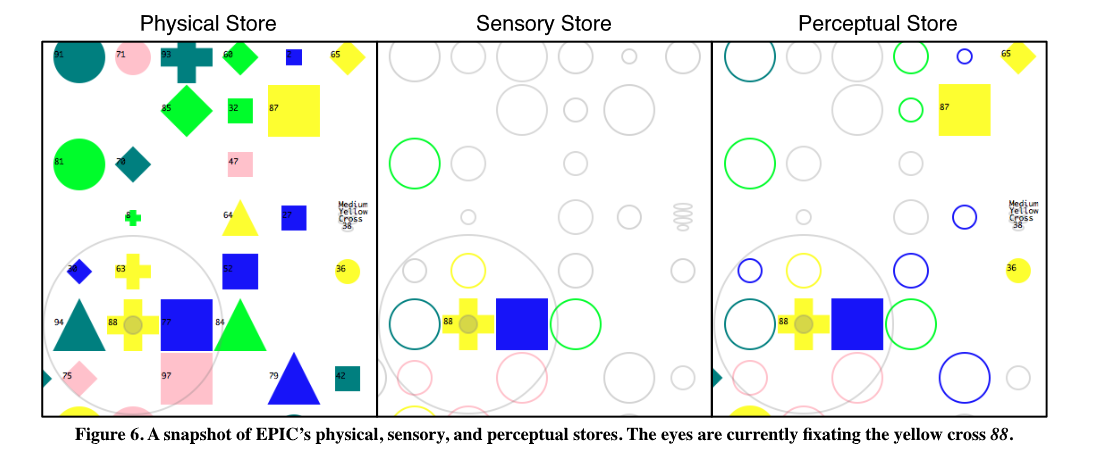 Physical Store Sensory Store Perceptual Store
91 71 93 60 2 65 65
85 32 87 87
81 70 47
Medium Medium
Yellow Yellow
Cross Cross
6 64 27 38 38
63 52 36 36
94 88 77 84 88 88
75 97 79 42
Figure 6. A snapshot of EPIC's physical, sensory, and perceptual stores. The eyes are currently fixating the yellow cross 88.